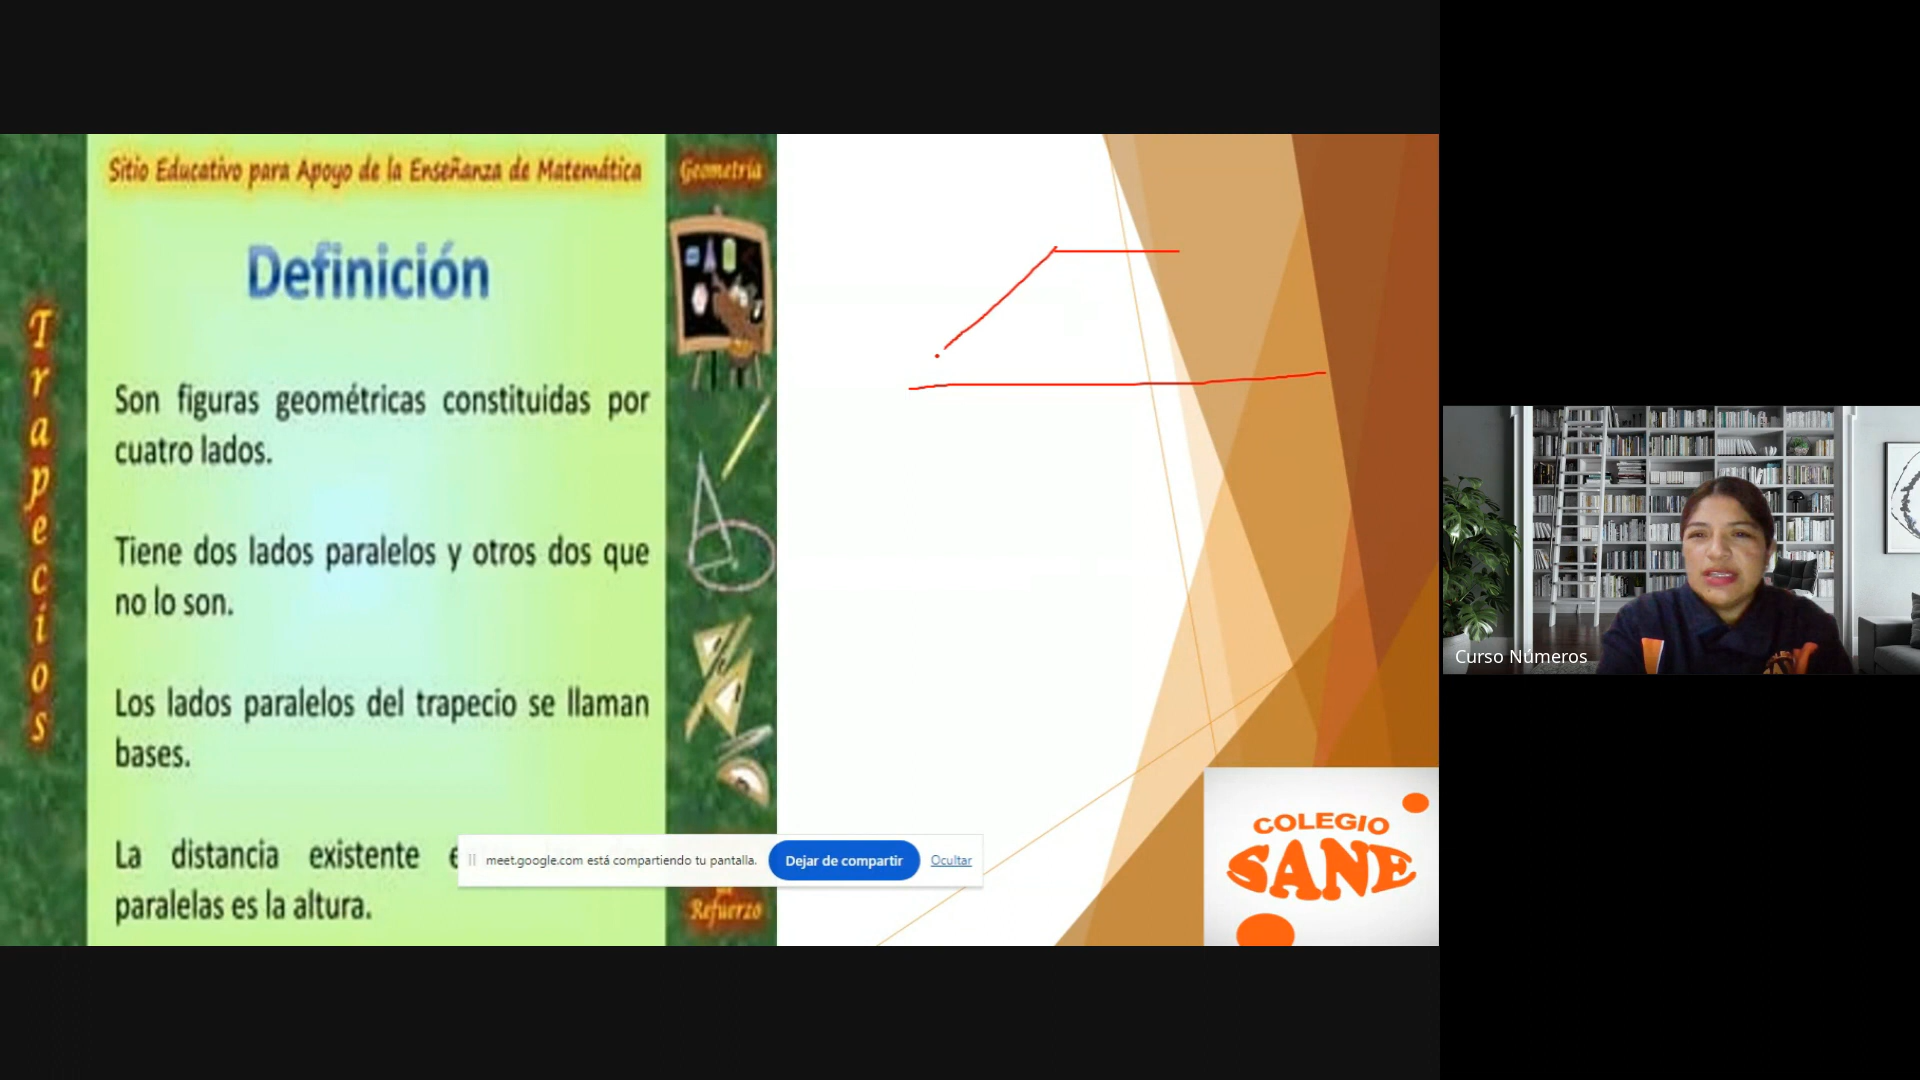 Sitio Educativo para Apoyo de la Enseñanza de Matemática
Geometría
Trapecios
Definición
Son figuras geométricas constituidas por
cuatro lados.
Tiene dos lados paralelos y otros dos que
no lo son.
Los lados paralelos del trapecio se llaman
bases.
La distancia existente
paralelas es la altura.
Refuerzo
meet.google.com está compartiendo tu pantalla.
Dejar de compartir
Ocultar
COLEGIO
SANE
Curso Números